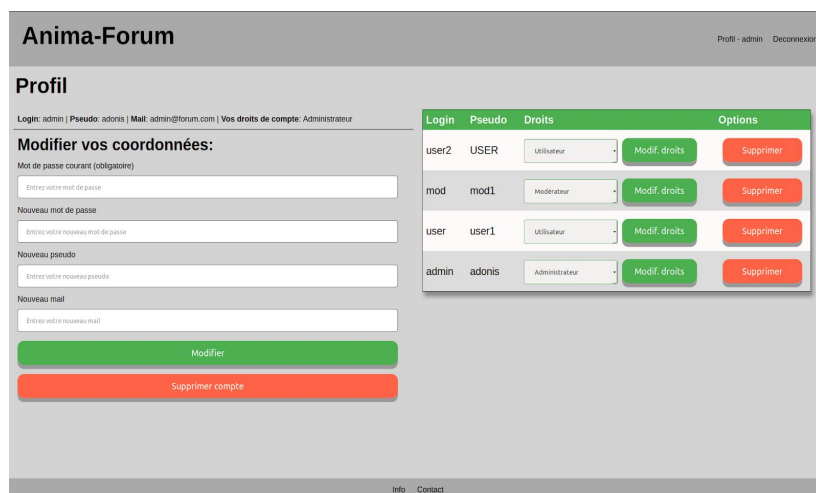 Anima-Forum
Profil - admin Deconnexion
Profil
Login: admin | Pseudo: adonis | Mail: admin@forum.com | Vos droits de compte: Administrateur
Modifier vos coordonnées:
Mot de passe courant (obligatoire)
Entrez votre mot de passe
Nouveau mot de passe
Entrez votre nouveau mot de passe
Nouveau pseudo
Entrez votre nouveau pseudo
Nouveau mail
Entrez votre nouveau mail
Modifier
Supprimer compte
Login Pseudo Droits Options
user2 USER Utilisateur Modif. droits Supprimer
mod mod1 Modérateur Modif. droits Supprimer
user user1 Utilisateur Modif. droits Supprimer
admin adonis Administrateur Modif. droits Supprimer
Info Contact